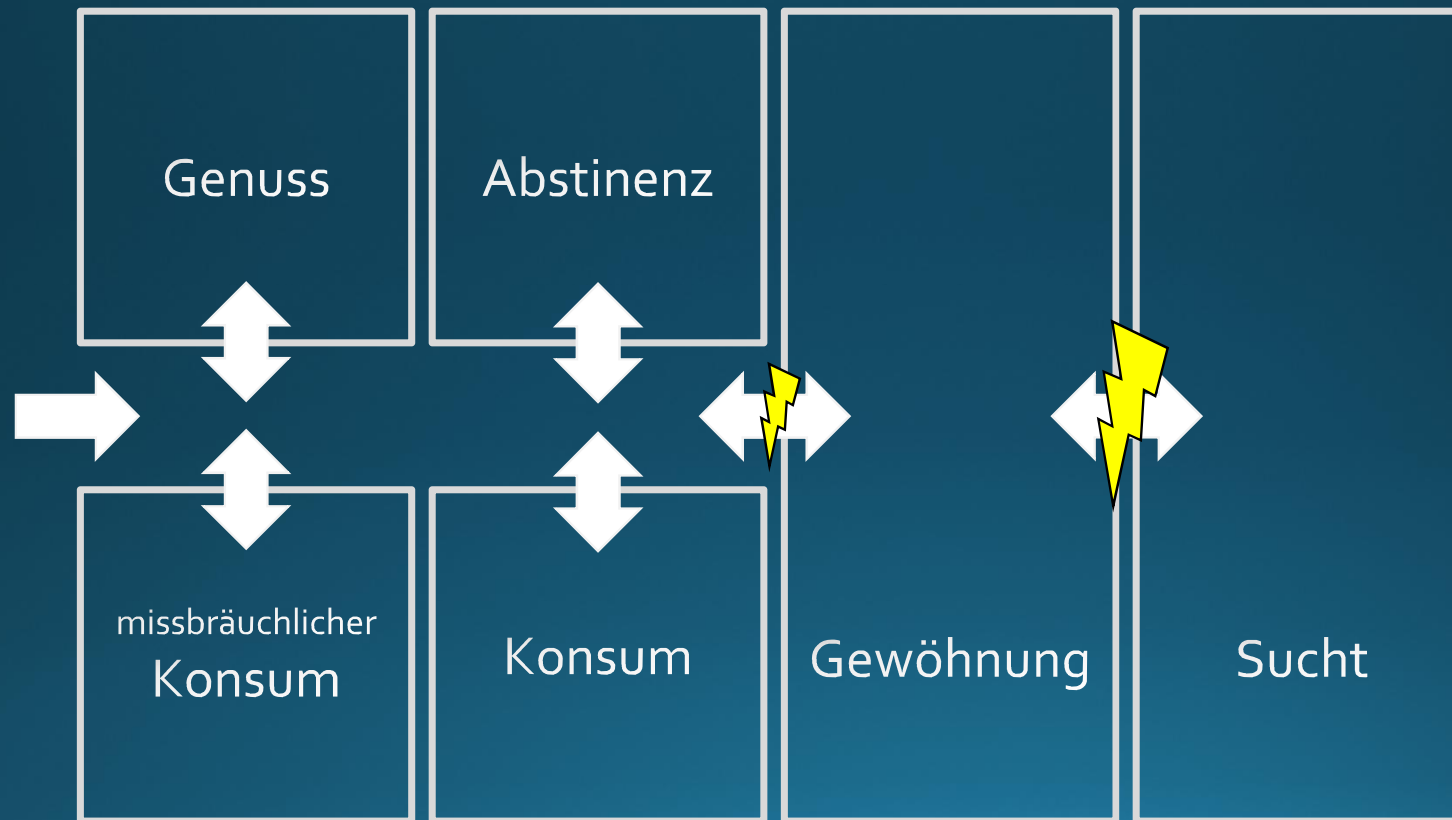 Genuss
Abstinenz
missbräuchlicher
Konsum
Konsum
Gewöhnung
Sucht